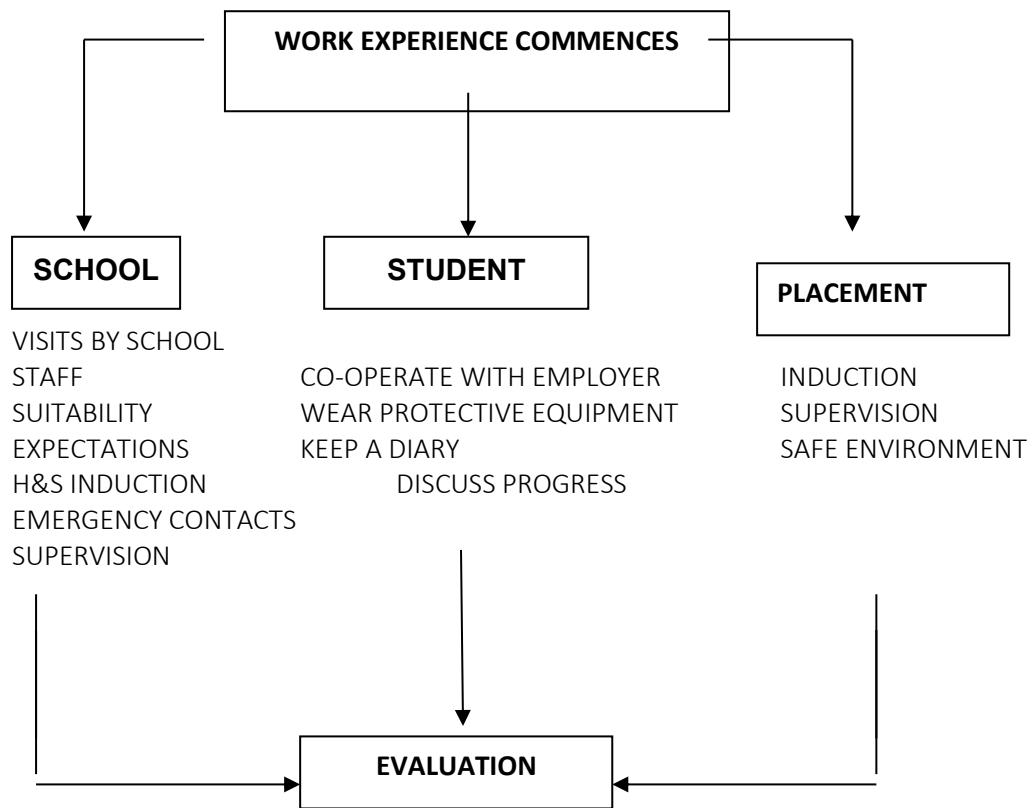 WORK EXPERIENCE COMMENCES
SCHOOL
VISITS BY SCHOOL
STAFF
SUITABILITY
EXPECTATIONS
H&S INDUCTION
EMERGENCY CONTACTS
SUPERVISION
STUDENT
CO-OPERATE WITH EMPLOYER
WEAR PROTECTIVE EQUIPMENT
KEEP A DIARY
DISCUSS PROGRESS
PLACEMENT
INDUCTION
SUPERVISION
SAFE ENVIRONMENT
EVALUATION